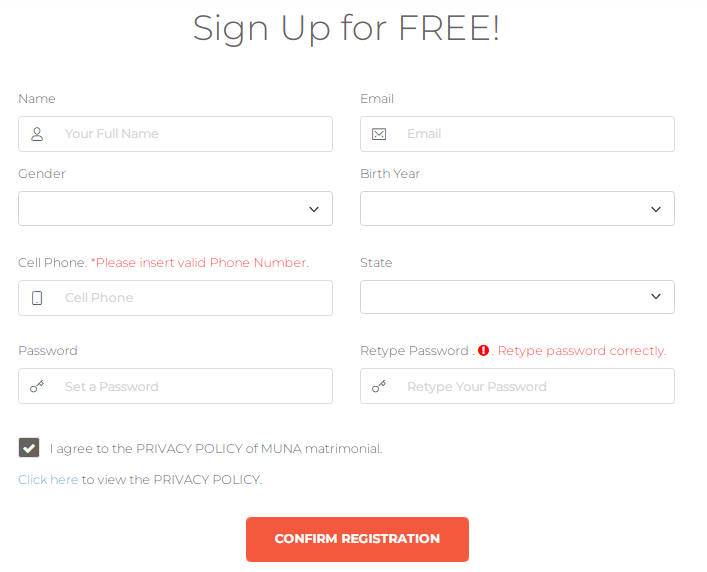 Sign Up for FREE!
Name
Email
Your Full Name
Email
Gender
Birth Year
Cell Phone. *Please insert valid Phone Number.
State
Cell Phone
Password
Retype Password . ! . Retype password correctly.
Set a Password
Retype Your Password
I agree to the PRIVACY POLICY of MUNA matrimonial.
Click here to view the PRIVACY POLICY.
CONFIRM REGISTRATION